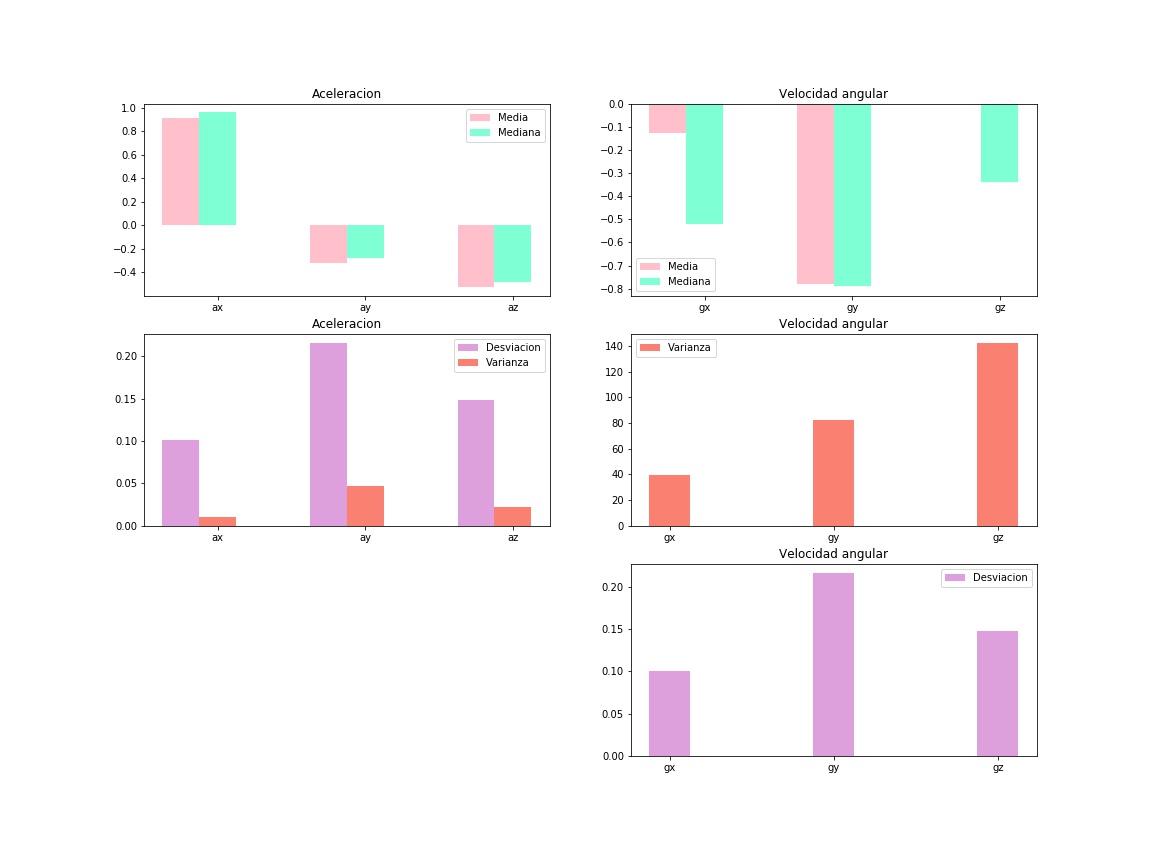 Aceleracion
1.0
0.8
0.6
0.4
0.2
0.0
−0.2
−0.4
Media
Mediana
ax ay az
Velocidad angular
0.0
−0.1
−0.2
−0.3
−0.4
−0.5
−0.6
−0.7
−0.8
Media
Mediana
gx gy gz
Aceleracion
0.20
0.15
0.10
0.05
0.00
Desviacion
Varianza
ax ay az
Velocidad angular
140
120
100
80
60
40
20
0
Varianza
gx gy gz
Velocidad angular
0.20
0.15
0.10
0.05
0.00
Desviacion
gx gy gz